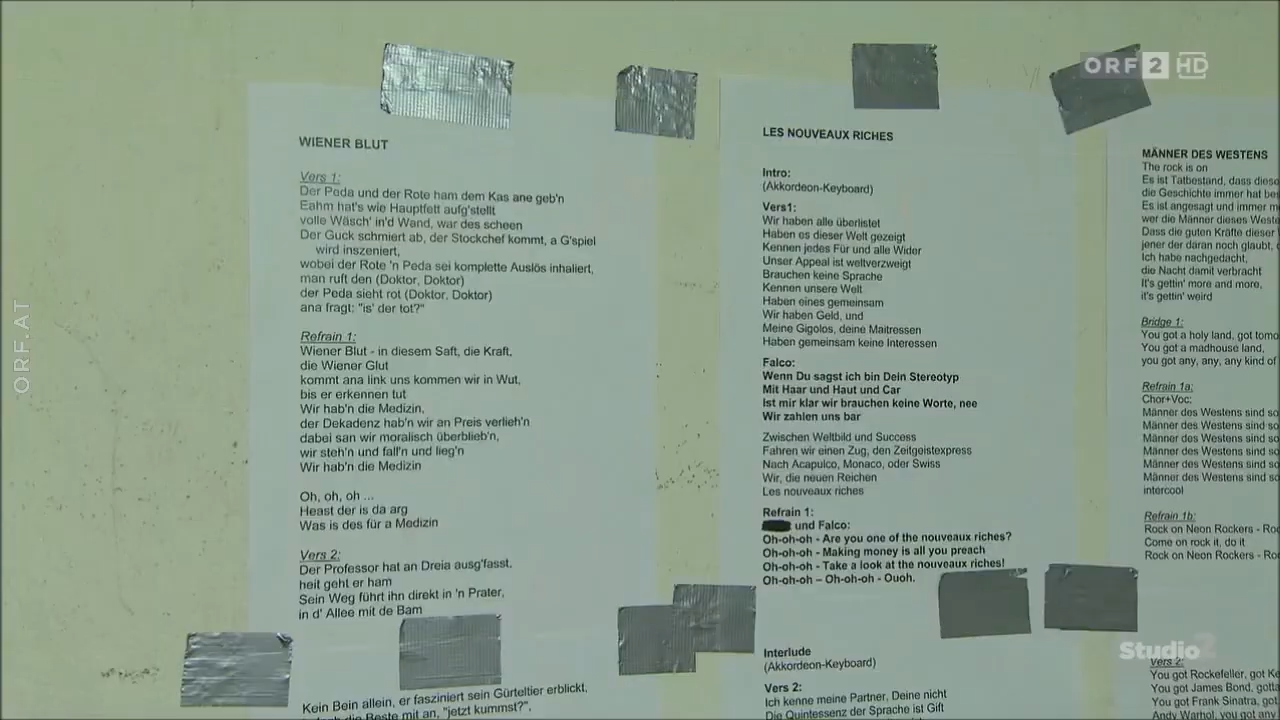 ORF 2 HD
ORF.AT
WIENER BLUT
Vers 1:
Der Peda und der Rote ham dem Kas ane geb'n
Eahm hat's wie Hauptfett aufg'stellt
volle Wäsch' in'd Wand, war des scheen
Der Guck schmiert ab, der Stockchef kommt, a G'spiel
wird inszeniert,
wobei der Rote 'n Peda sei komplette Auslös inhaliert,
man ruft den (Doktor, Doktor)
der Peda sieht rot (Doktor, Doktor)
ana fragt: "is' der tot?"
Refrain 1:
Wiener Blut - in diesem Saft, die Kraft,
die Wiener Glut
kommt ana link uns kommen wir in Wut,
bis er erkennen tut
Wir hab'n die Medizin,
der Dekadenz hab'n wir an Preis verlieh'n
dabei san wir moralisch überblieb'n,
wir steh'n und fall'n und lieg'n
Wir hab'n die Medizin
Oh, oh, oh ...
Heast der is da arg
Was is des für a Medizin
Vers 2:
Der Professor hat an Dreia ausg'fasst,
heit geht er ham
Sein Weg führt ihn direkt in 'n Prater,
in d' Allee mit de Bam
Kein Bein allein, er fasziniert sein Gürteltier erblickt,
die Beste mit an, "jetzt kummst?",
LES NOUVEAUX RICHES
Intro:
(Akkordeon-Keyboard)
Vers1:
Wir haben alle überlistet
Haben es dieser Welt gezeigt
Kennen jedes Für und alle Wider
Unser Appeal ist weltverzweigt
Brauchen keine Sprache
Kennen unsere Welt
Haben eines gemeinsam
Wir haben Geld, und
Meine Gigolos, deine Maitressen
Haben gemeinsam keine Interessen
Falco:
Wenn Du sagst ich bin Dein Stereotyp
Mit Haar und Haut und Car
Ist mir klar wir brauchen keine Worte, nee
Wir zahlen uns bar
Zwischen Weltbild und Success
Fahren wir einen Zug, den Zeitgeistexpress
Nach Acapulco, Monaco, oder Swiss
Wir, die neuen Reichen
Les nouveaux riches
Refrain 1:
und Falco:
Oh-oh-oh - Are you one of the nouveaux riches?
Oh-oh-oh - Making money is all you preach
Oh-oh-oh - Take a look at the nouveaux riches!
Oh-oh-oh – Oh-oh-oh - Ouoh.
Interlude
(Akkordeon-Keyboard)
Vers 2:
Ich kenne meine Partner, Deine nicht
Die Quintessenz der Sprache ist Gift
MÄNNER DES WESTENS
The rock is on
Es ist Tatbestand, dass diese
die Geschichte immer hat
Es ist angesagt und immer
wer die Männer dieses
Dass die guten Kräfte dieser
jener der daran noch glaubt,
Ich habe nachgedacht,
die Nacht damit verbracht
It's gettin' more and more,
it's gettin' weird
Bridge 1:
You got a holy land, got
You got a madhouse land,
you got any, any, any kind of
Refrain 1a:
Chor+Voc:
Männer des Westens sind so
Männer des Westens sind so
Männer des Westens sind so
Männer des Westens sind so
Männer des Westens sind so
Männer des Westens sind so
intercool
Refrain 1b:
Rock on Neon Rockers -
Come on rock it, do it
Rock on Neon Rockers -
Studio 2
Vers 2:
You got Rockefeller, got
You got James Bond,
You got Frank Sinatra,
Andy Warhol, you got